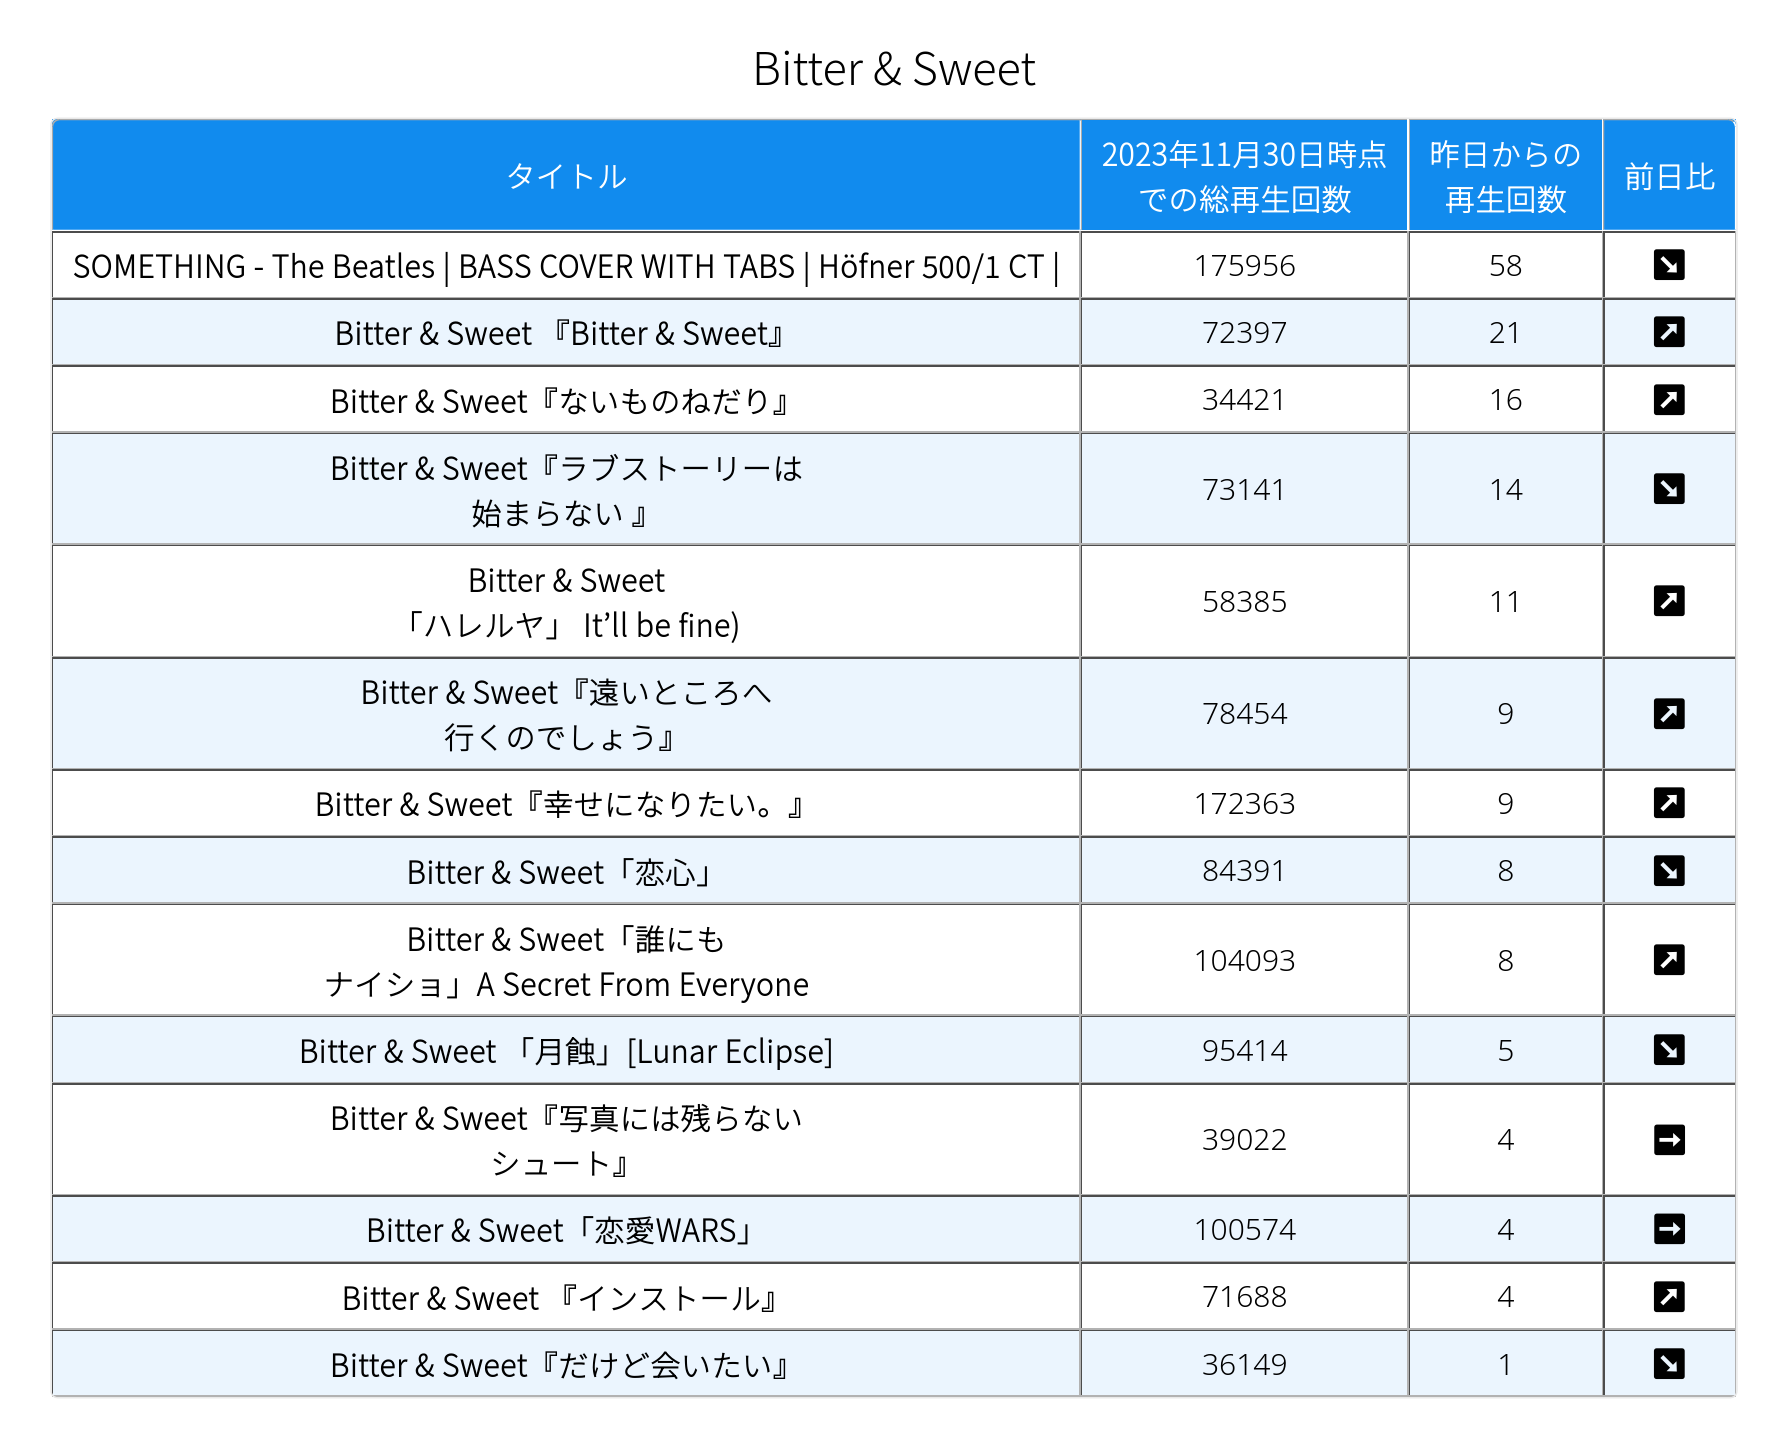 Bitter & Sweet
タイトル
2023年11月30日時点
での総再生回数
昨日からの
再生回数
前日比
SOMETHING - The Beatles | BASS COVER WITH TABS | Höfner 500/1 CT |
175956
58
Bitter & Sweet 『Bitter & Sweet』
72397
21
Bitter & Sweet『ないものねだり』
34421
16
Bitter & Sweet『ラブストーリーは
始まらない 』
73141
14
Bitter & Sweet
「ハレルヤ」 It’ll be fine)
58385
11
Bitter & Sweet『遠いところへ
行くのでしょう』
78454
9
Bitter & Sweet『幸せになりたい。』
172363
9
Bitter & Sweet「恋心」
84391
8
Bitter & Sweet「誰にも
ナイショ」A Secret From Everyone
104093
8
Bitter & Sweet 「月蝕」[Lunar Eclipse]
95414
5
Bitter & Sweet『写真には残らない
シュート』
39022
4
Bitter & Sweet「恋愛WARS」
100574
4
Bitter & Sweet 『インストール』
71688
4
Bitter & Sweet『だけど会いたい』
36149
1